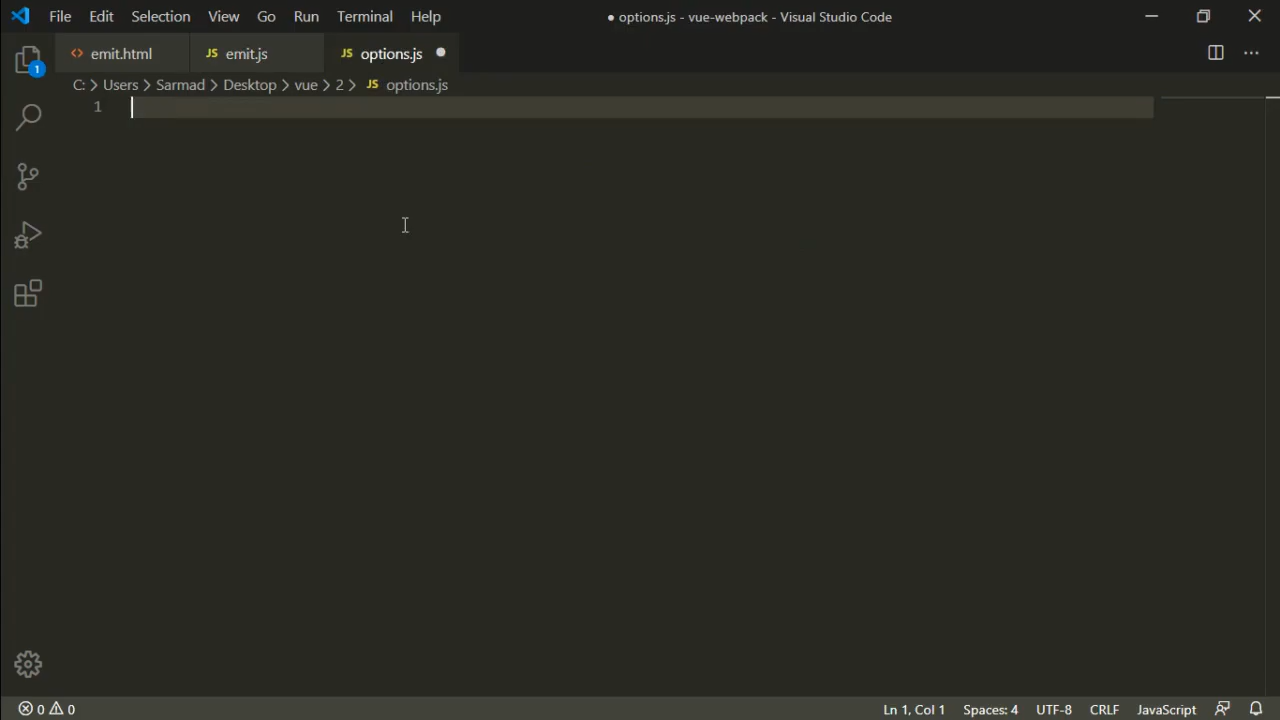 File Edit Selection View Go Run Terminal Help ● options.js - vue-webpack - Visual Studio Code
emit.html JS emit.js JS options.js
1
C: > Users > Sarmad > Desktop > vue > 2 > JS options.js
1
0 0 Ln 1, Col 1 Spaces: 4 UTF-8 CRLF JavaScript